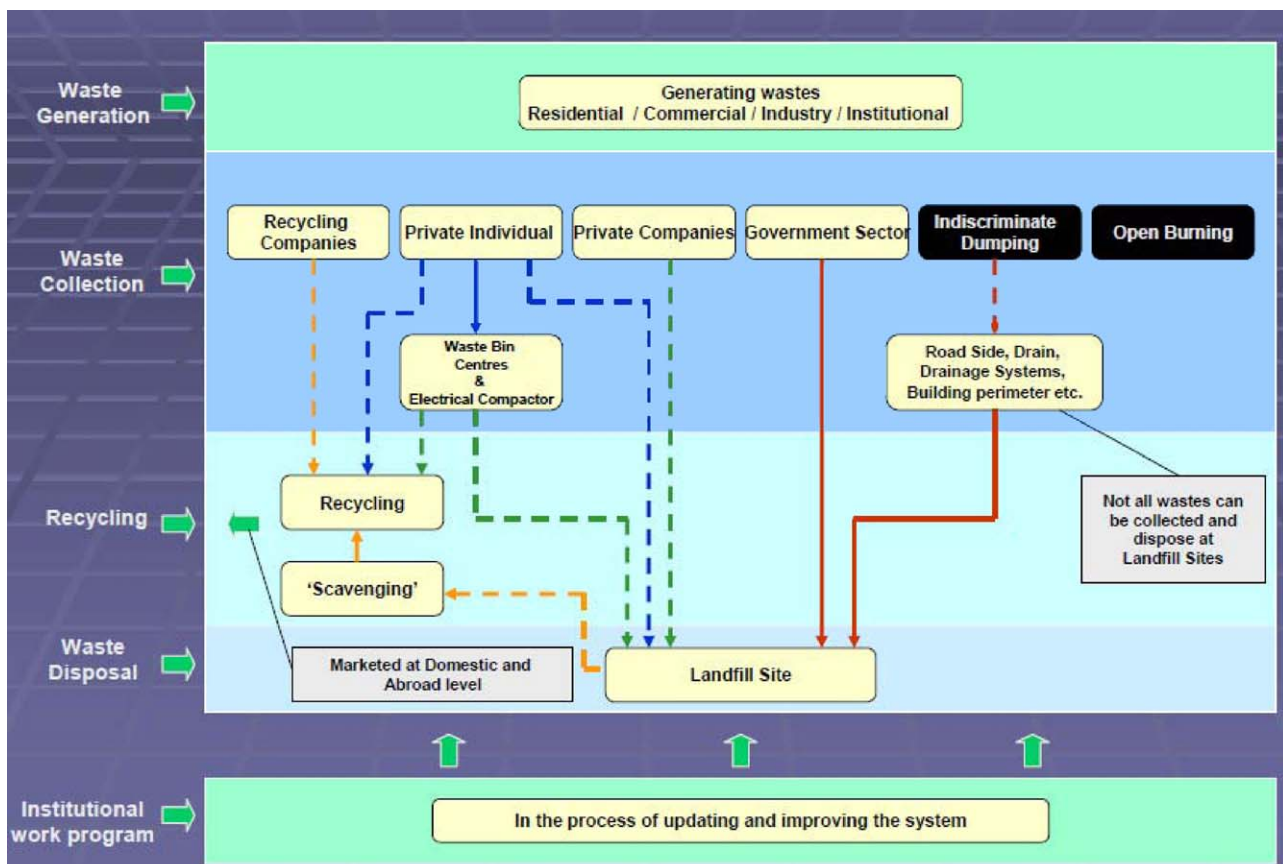 Waste
Generation
Generating wastes
Residential / Commercial / Industry / Institutional
Waste
Collection
Recycling
Companies
Private Individual
Private Companies
Government Sector
Indiscriminate
Dumping
Open Burning
Waste Bin
Centres
&
Electrical Compactor
Road Side, Drain,
Drainage Systems,
Building perimeter etc.
Recycling
Recycling
Not all wastes can
be collected and
dispose at
Landfill Sites
'Scavenging'
Waste
Disposal
Marketed at Domestic and
Abroad level
Landfill Site
Institutional
work program
In the process of updating and improving the system